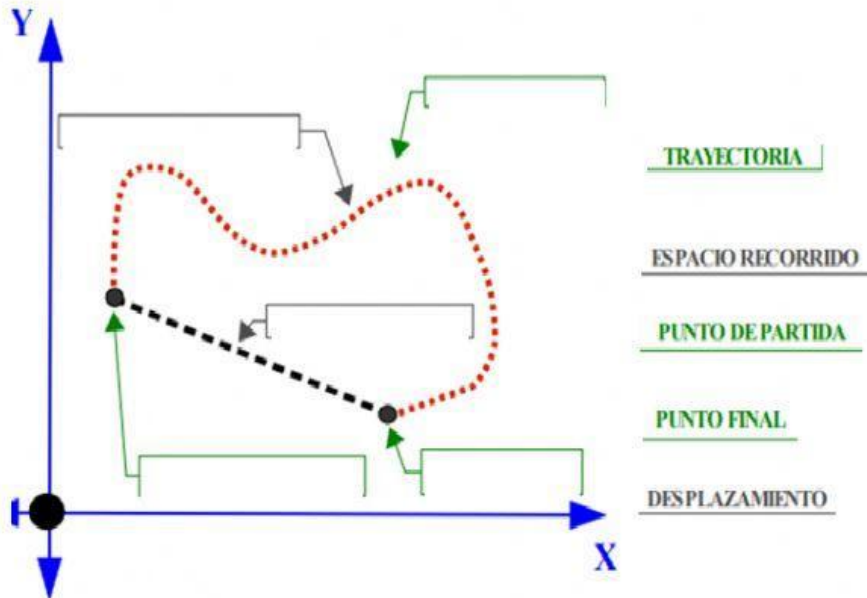 Y
TRAYECTORIA
ESPACIO RECORRIDO
PUNTO DE PARTIDA
PUNTO FINAL
DESPLAZAMIENTO
X